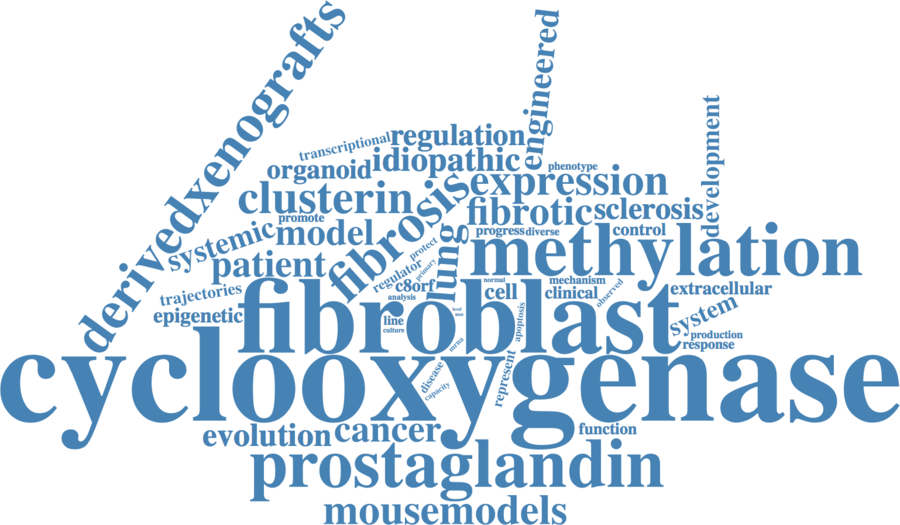 derivedxenografts
engineered
development
transcriptional
regulation
organoid
idiopathic
phenotype
clusterin
fibrosis
expression
promote
fibrotic
sclerosis
systemic
model
protect
lung
progress
diverse
control
patient
regulator
primary
methylation
trajectories
c8orf
analysis
normal
cell
mechanism
clinical
observed
extracellular
epigenetic
fibroblast
line
culture
apoptosis
system
production
response
mrna
cyclooxygenase
disease
capacity
represent
evolution
cancer
function
prostaglandin
mousemodels